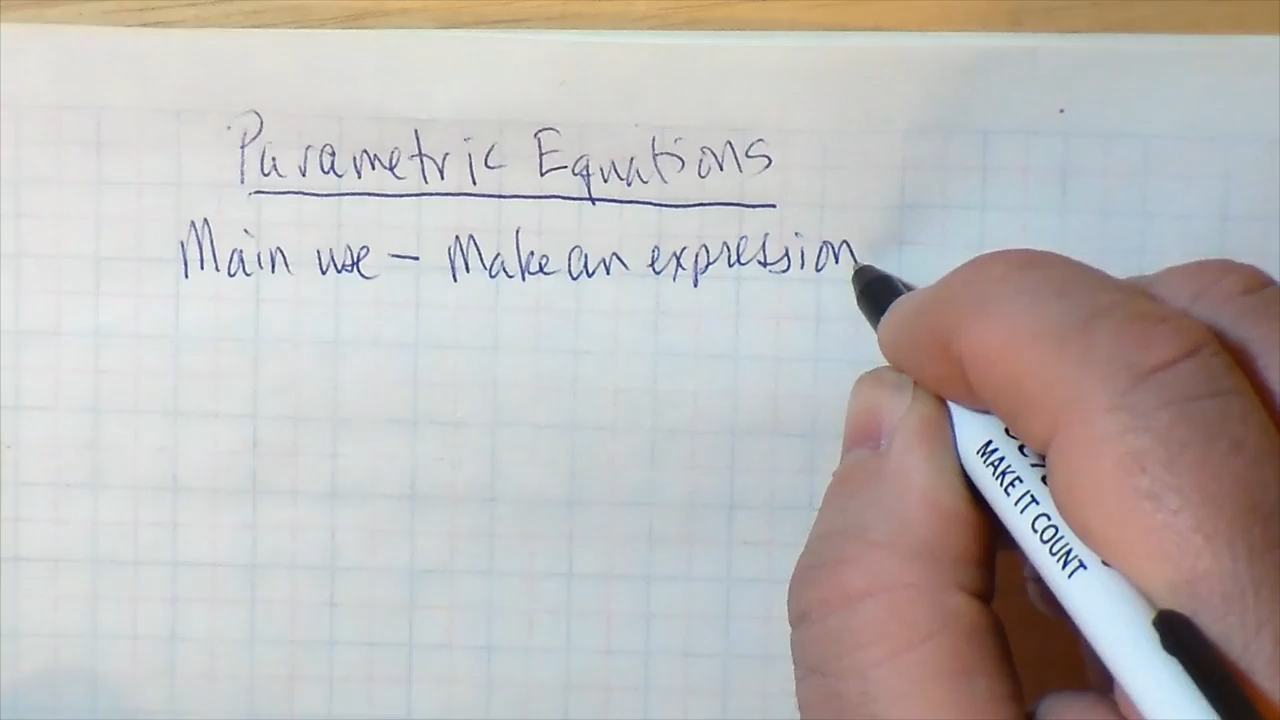 Parametric Equations
Main use — Make an expression
MAKE IT COUNT